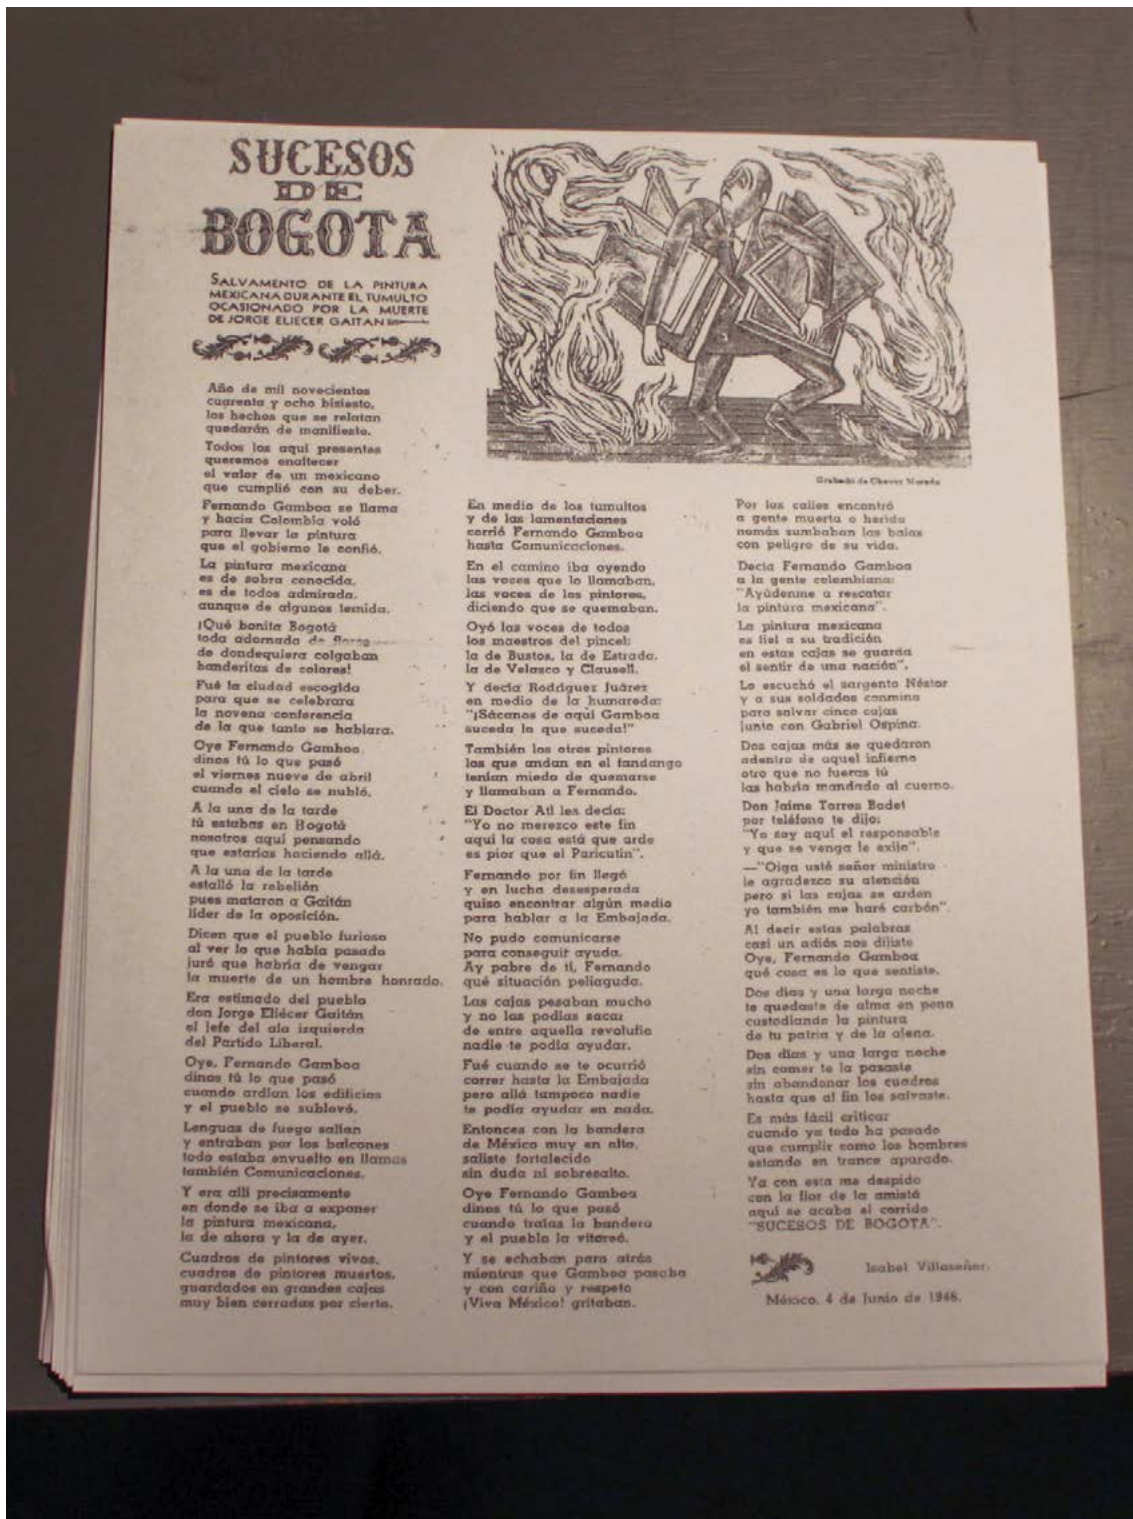 SUCESOS
DE
BOGOTA
SALVAMENTO DE LA PINTURA
MEXICANA DURANTE EL TUMULTO
OCASIONADO POR LA MUERTE
DE JORGE ELIECER GAITAN
Grabado de Chavez Morado
Año de mil novecientos
cuarenta y ocho bisiesto,
los hechos que se relatan
quedarán de manifiesto.
Todos los aquí presentes
queremos enaltecer
el valor de un mexicano
que cumplió con su deber.
Fernando Gamboa se llama
y hacia Colombia voló
para llevar la pintura
que el gobierno le confió.
La pintura mexicana
es de sobra conocida,
es de todos admirada,
aunque de algunos temida.
¡Qué bonita Bogotá
toda adornada de flores
de dondequiera colgaban
banderitas de colores!
Fué la ciudad escogida
para que se celebrara
la novena conferencia
de la que tanto se hablara.
Oye Fernando Gamboa,
dinos tú lo que pasó
el viernes nueve de abril
cuando el cielo se nubló.
A la una de la tarde
tú estabas en Bogotá
nosotros aquí pensando
que estarías haciendo allá.
A la una de la tarde
estalló la rebelión
pues mataron a Gaitán
líder de la oposición.
Dicen que el pueblo furioso
al ver lo que había pasado
juró que habría de vengar
la muerte de un hombre honrado.
Era estimado del pueblo
don Jorge Eliécer Gaitán
el jefe del ala izquierda
del Partido Liberal.
Oye, Fernando Gamboa
dinos tú lo que pasó
cuando ardían los edificios
y el pueblo se sublevó.
Lenguas de fuego salían
y entraban por los balcones
todo estaba envuelto en llamas
también Comunicaciones.
Y era allí precisamente
en donde se iba a exponer
la pintura mexicana,
la de ahora y la de ayer.
Cuadros de pintores vivos,
cuadros de pintores muertos,
guardados en grandes cajas
muy bien cerradas por cierto.
En medio de los tumultos
y de las lamentaciones
corrió Fernando Gamboa
hasta Comunicaciones.
En el camino iba oyendo
las voces que lo llamaban,
las voces de los pintores,
diciendo que se quemaban.
Oyó las voces de todos
los maestros del pincel:
la de Bustos, la de Estrada,
la de Velasco y Clausell.
Y decía Rodríguez Juárez
en medio de la humareda:
"¡Sácanos de aquí Gamboa
suceda lo que suceda!"
También los otros pintores
los que andan en el fandango
tenían miedo de quemarse
y llamaban a Fernando.
El Doctor Atl les decía:
"Yo no merezco este fin
aquí la cosa está que arde
es pior que el Paricutín".
Fernando por fin llegó
y en lucha desesperada
quiso encontrar algún medio
para hablar a la Embajada.
No pudo comunicarse
para conseguir ayuda.
Ay pobre de ti, Fernando
qué situación peliaguda.
Las cajas pesaban mucho
y no las podías sacar
de entre aquella revolufia
nadie te podía ayudar.
Fué cuando se te ocurrió
correr hasta la Embajada
pero allá tampoco nadie
te podía ayudar en nada.
Entonces con la bandera
de México muy en alto,
saliste fortalecido
sin duda ni sobresalto.
Oye Fernando Gamboa
dinos tú lo que pasó
cuando traías la bandera
y el pueblo la vitoreó.
Y se echaban para atrás
mientras que Gamboa pasaba
y con cariño y respeto
¡Viva México! gritaban.
Por las calles encontró
a gente muerta o herida
nomás zumbaban las balas
con peligro de su vida.
Decía Fernando Gamboa
a la gente colombiana:
"Ayúdenme a rescatar
la pintura mexicana".
La pintura mexicana
es fiel a su tradición
en estas cajas se guarda
el sentir de una nación".
Lo escuchó el sargento Néstor
y a sus soldados conmina
para salvar cinco cajas
junto con Gabriel Ospina.
Dos cajas más se quedaron
adentro de aquel infierno
otro que no fueras tú
las habría mandado al cuerno.
Don Jaime Torres Bodet
por teléfono te dijo:
"Yo soy aquí el responsable
y que se venga te exijo".
—"Oiga usté señor ministro
le agradezco su atención
pero si las cajas se arden
yo también me haré carbón".
Al decir estas palabras
casi un adiós nos dijiste
Oye, Fernando Gamboa
qué cosa es lo que sentiste.
Dos días y una larga noche
te quedaste de alma en pena
custodiando la pintura
de tu patria y de la ajena.
Dos días y una larga noche
sin comer te la pasaste
sin abandonar los cuadros
hasta que al fin los salvaste.
Es más fácil criticar
cuando ya todo ha pasado
que cumplir como los hombres
estando en trance apurado.
Ya con esta me despido
con la flor de la amistá
aquí se acaba el corrido
"SUCESOS DE BOGOTA".
Isabel Villaseñor.
México, 4 de Junio de 1948.